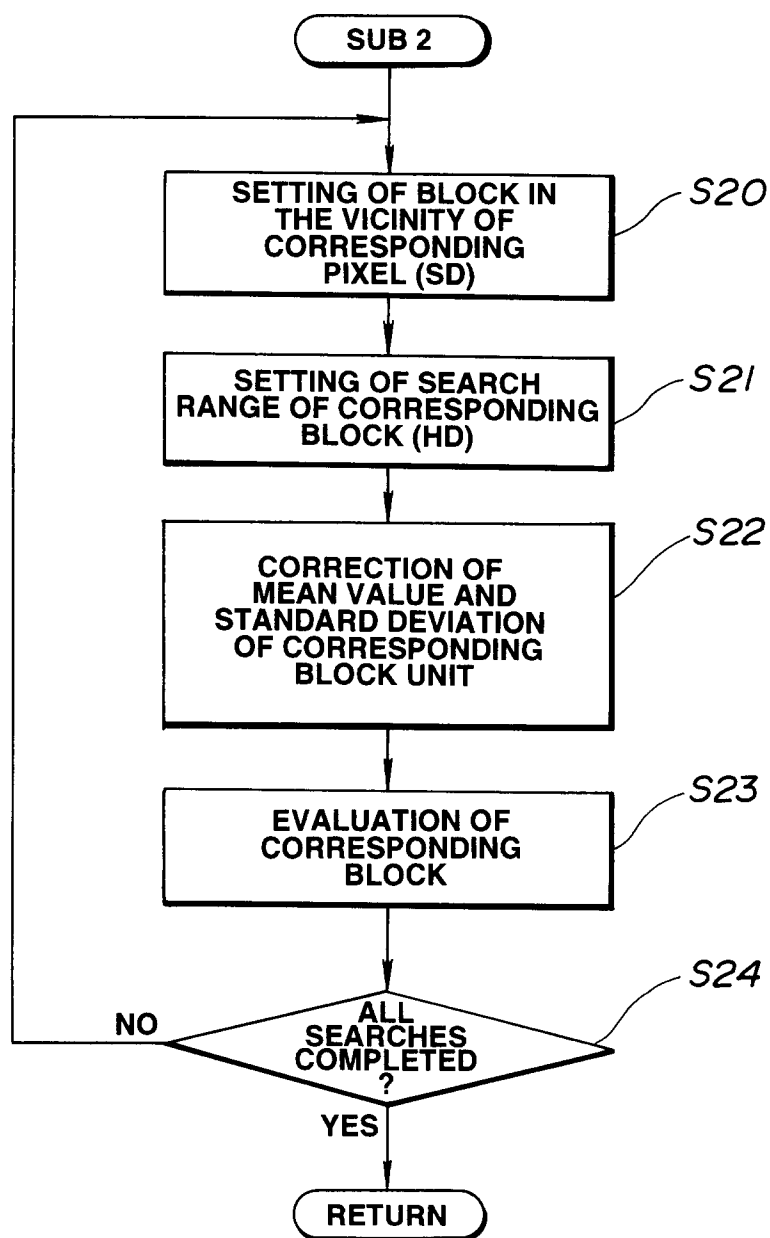 SUB 2
SETTING OF BLOCK IN
THE VICINITY OF
CORRESPONDING
PIXEL (SD)
S20
SETTING OF SEARCH
RANGE OF CORRESPONDING
BLOCK (HD)
S21
CORRECTION OF
MEAN VALUE AND
STANDARD DEVIATION
OF CORRESPONDING
BLOCK UNIT
S22
EVALUATION OF
CORRESPONDING
BLOCK
S23
ALL
SEARCHES
COMPLETED
?
S24
NO
YES
RETURN